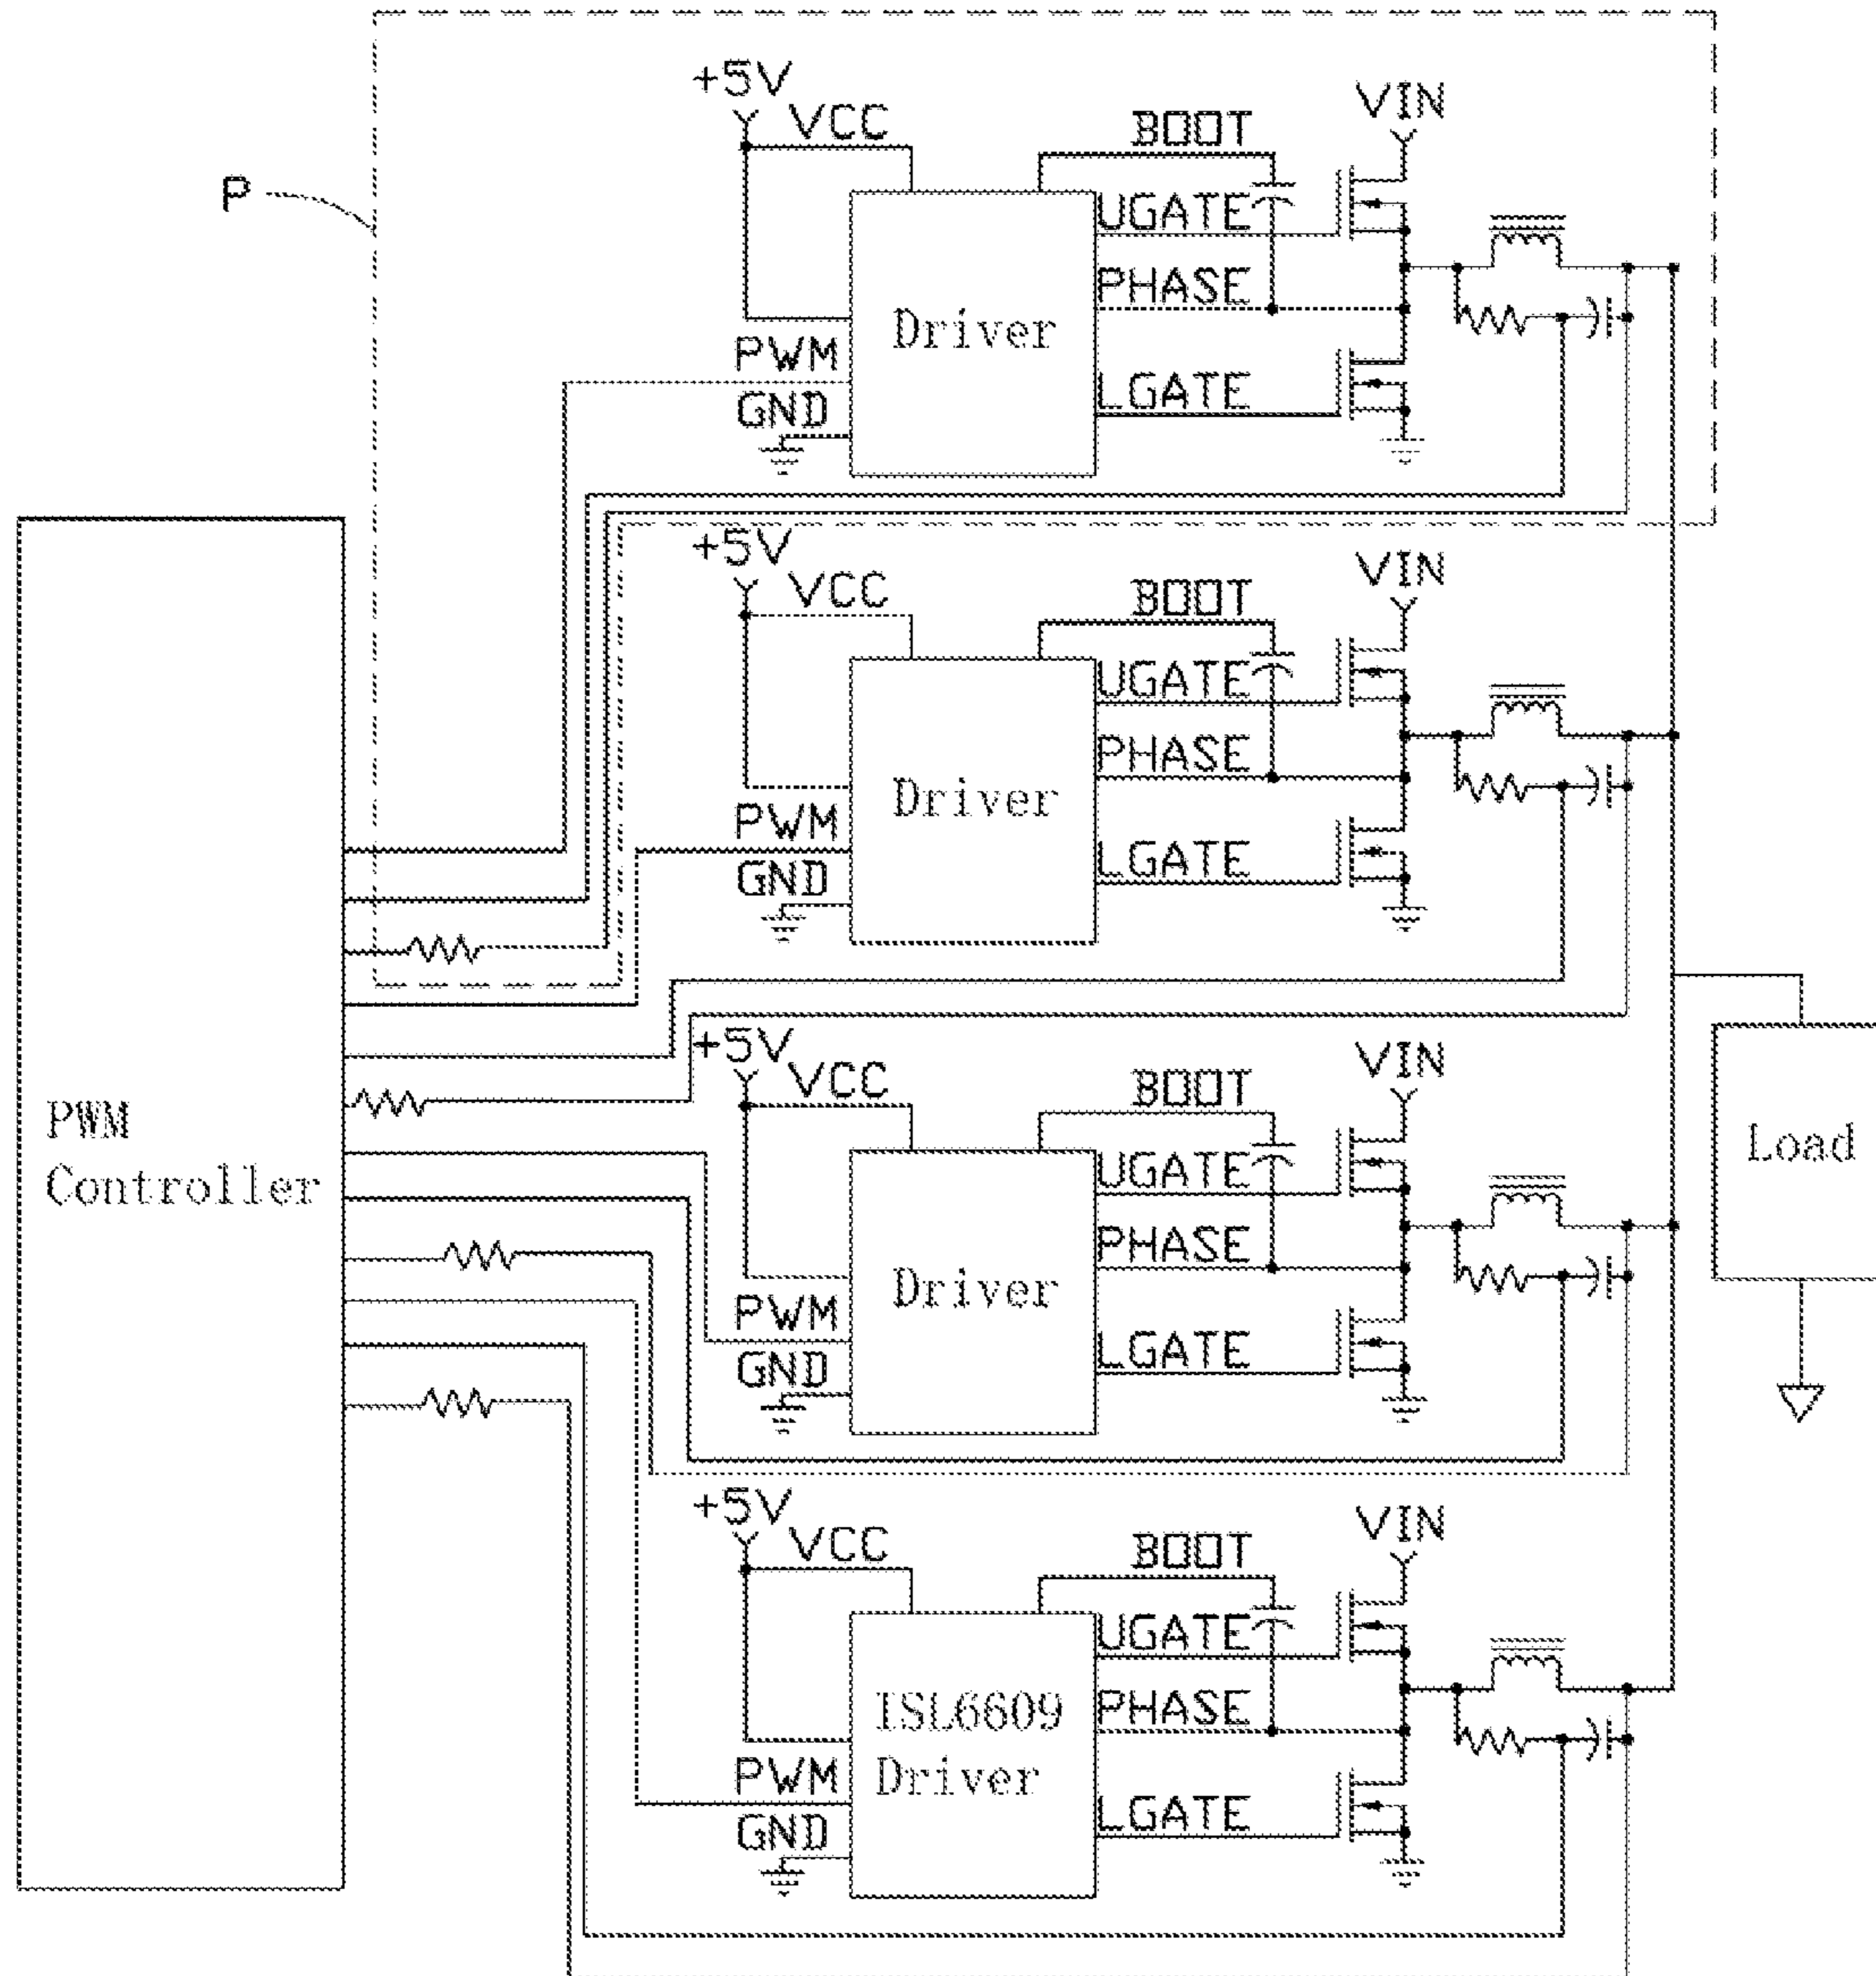 P
+5V
VCC
BOOT
VIN
UGATE
PHASE
Driver
PWM
LGATE
GND
+5V
VCC
BOOT
VIN
UGATE
PHASE
Driver
PWM
LGATE
GND
+5V
VCC
BOOT
VIN
UGATE
PHASE
Driver
PWM
LGATE
GND
PWM
Controller
Load
+5V
VCC
BOOT
VIN
UGATE
PHASE
ISL6609
Driver
PWM
LGATE
GND